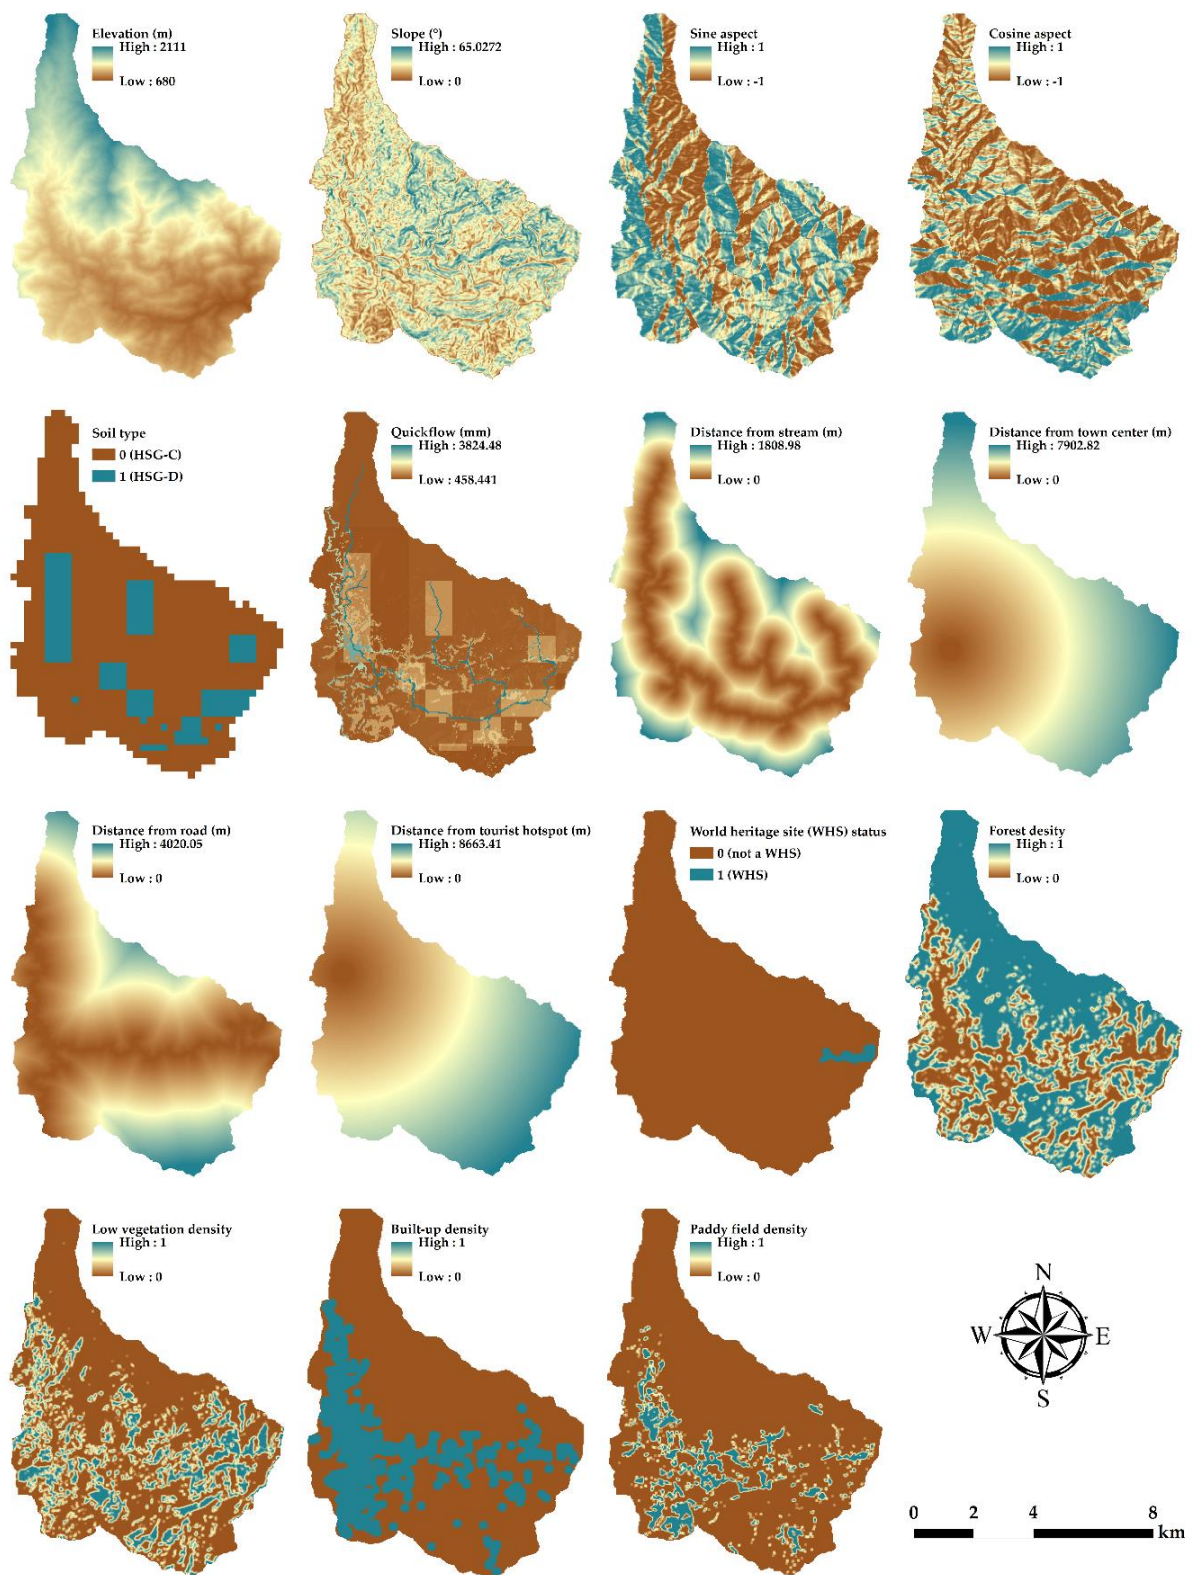 Elevation (m)
High : 2111
Low : 680
Slope (°)
High : 65.0272
Low : 0
Sine aspect
High : 1
Low : -1
Cosine aspect
High : 1
Low : -1
Soil type
0 (HSG-C)
1 (HSG-D)
Quickflow (mm)
High : 3824.48
Low : 458.441
Distance from stream (m)
High : 1808.98
Low : 0
Distance from town center (m)
High : 7902.82
Low : 0
Distance from road (m)
High : 4020.05
Low : 0
Distance from tourist hotspot (m)
High : 8663.41
Low : 0
World heritage site (WHS) status
0 (not a WHS)
1 (WHS)
Forest desity
High : 1
Low : 0
Low vegetation density
High : 1
Low : 0
Built-up density
High : 1
Low : 0
Paddy field density
High : 1
Low : 0
N
W E
S
0 2 4 8
km